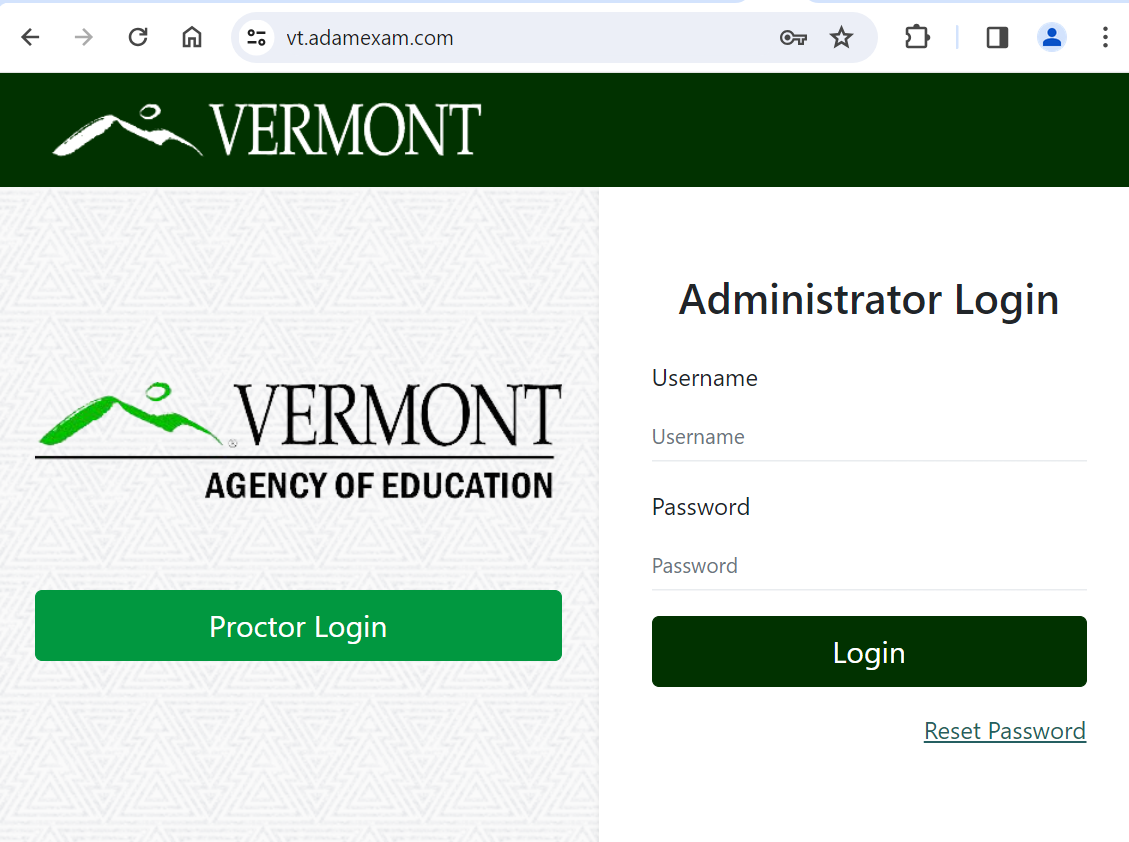 vt.adamexam.com
VERMONT
VERMONT
AGENCY OF EDUCATION
Proctor Login
Administrator Login
Username
Username
Password
Password
Login
Reset Password